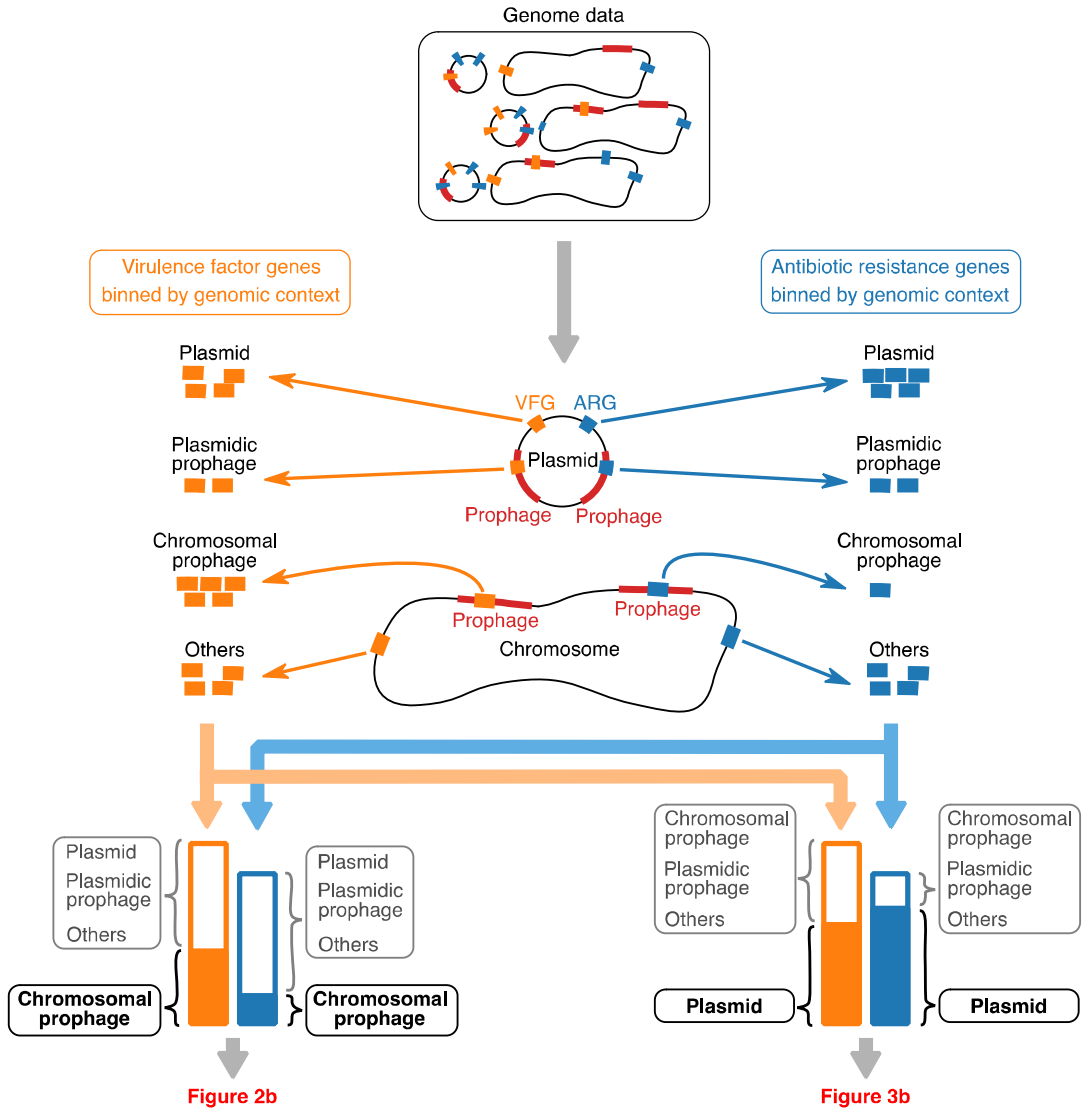 Genome data
Virulence factor genes
binned by genomic context
Antibiotic resistance genes
binned by genomic context
Plasmid
Plasmid
VFG
ARG
Plasmidic
prophage
Plasmid
Plasmidic
prophage
Prophage
Prophage
Chromosomal
prophage
Chromosomal
prophage
Prophage
Prophage
Others
Chromosome
Others
Plasmid
Plasmidic
prophage
Others
Plasmid
Plasmidic
prophage
Others
Chromosomal
prophage
Chromosomal
prophage
Figure 2b
Chromosomal
prophage
Plasmidic
prophage
Others
Chromosomal
prophage
Plasmidic
prophage
Others
Plasmid
Plasmid
Figure 3b